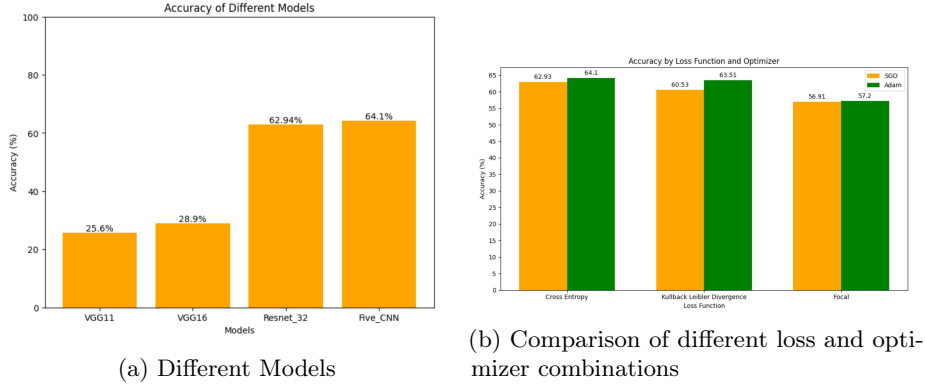 Accuracy of Different Models
100
80
60
40
20
0
Accuracy (%)
25.6%
28.9%
62.94%
64.1%
VGG11
VGG16
Resnet_32
Five_CNN
Models
(a) Different Models
Accuracy by Loss Function and Optimizer
SGD
Adam
65
60
55
50
45
40
35
30
25
20
15
10
5
0
Accuracy (%)
62.93
64.1
60.53
63.51
56.91
57.2
Cross Entropy
Kullback Leibler Divergence
Focal
Loss Function
(b) Comparison of different loss and opti-
mizer combinations